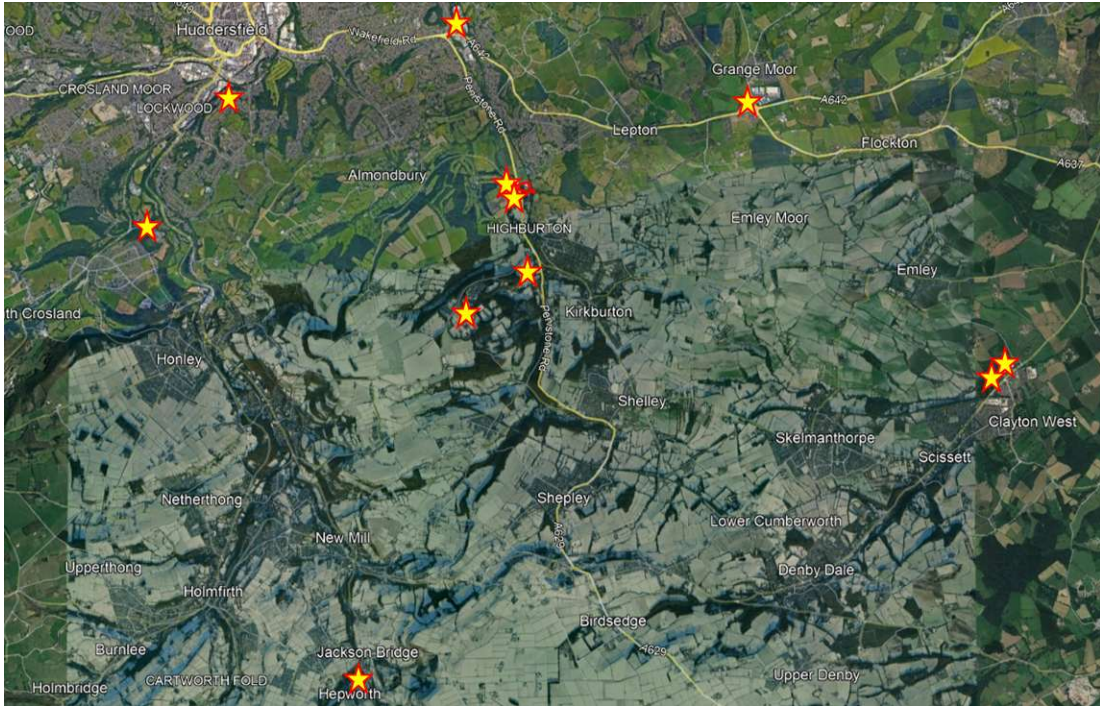 OOD
Huddersfield
Wakefield Rd
A642
CROSLAND MOOR
LOCKWOOD
Penistone Rd
Grange Moor
A642
Lepton
Flockton
A637
Almondbury
HIGHBURTON
Emley Moor
Emley
th Crosland
Kirkburton
Penistone Rd
Honley
Shelley
Clayton West
Skelmanthorpe
Scissett
Netherthong
Shepley
Lower Cumberworth
New Mill
A629
Upperthong
Denby Dale
Holmfirth
Birdsedge
Burnlee
Jackson Bridge
A629
CARTWORTH FOLD
Upper Denby
Holmbridge
Hepworth